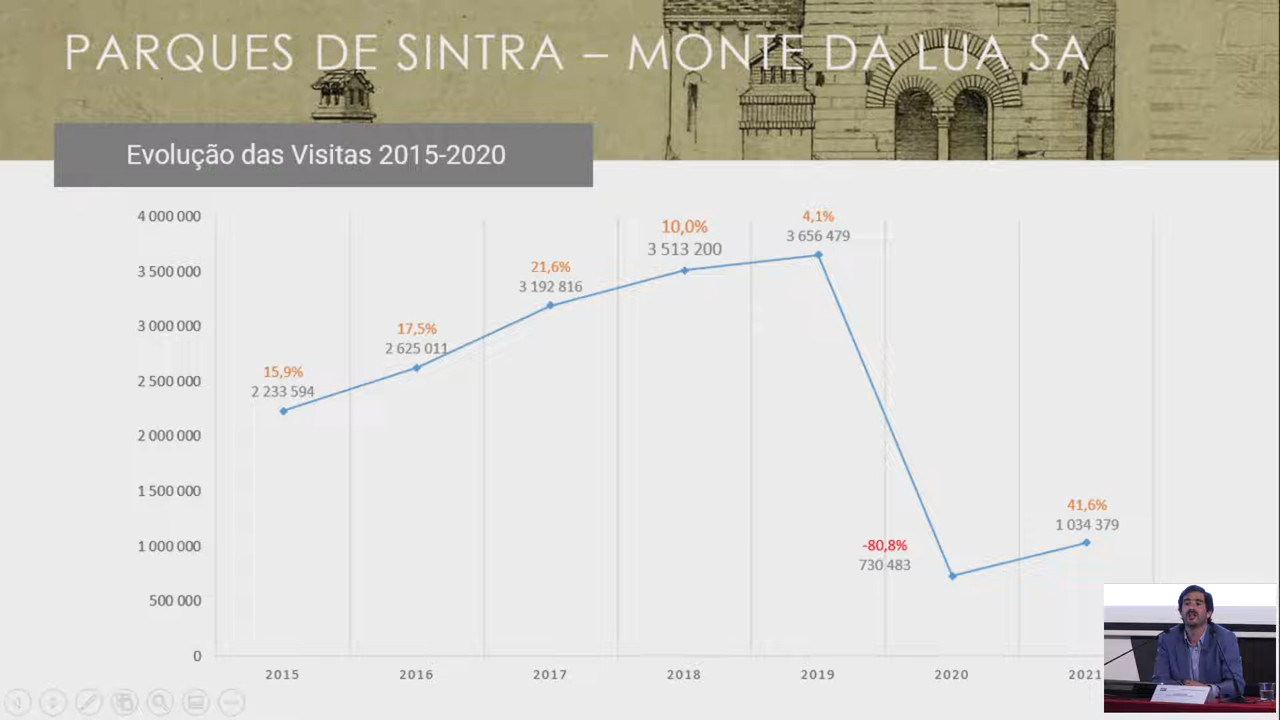 PARQUES DE SINTRA – MONTE DA LUA SA
Evolução das Visitas 2015-2020
4 000 000
3 500 000
3 000 000
2 500 000
2 000 000
1 500 000
1 000 000
500 000
0
15,9%
2 233 594
17,5%
2 625 011
21,6%
3 192 816
10,0%
3 513 200
4,1%
3 656 479
-80,8%
730 483
41,6%
1 034 379
2015
2016
2017
2018
2019
2020
2021